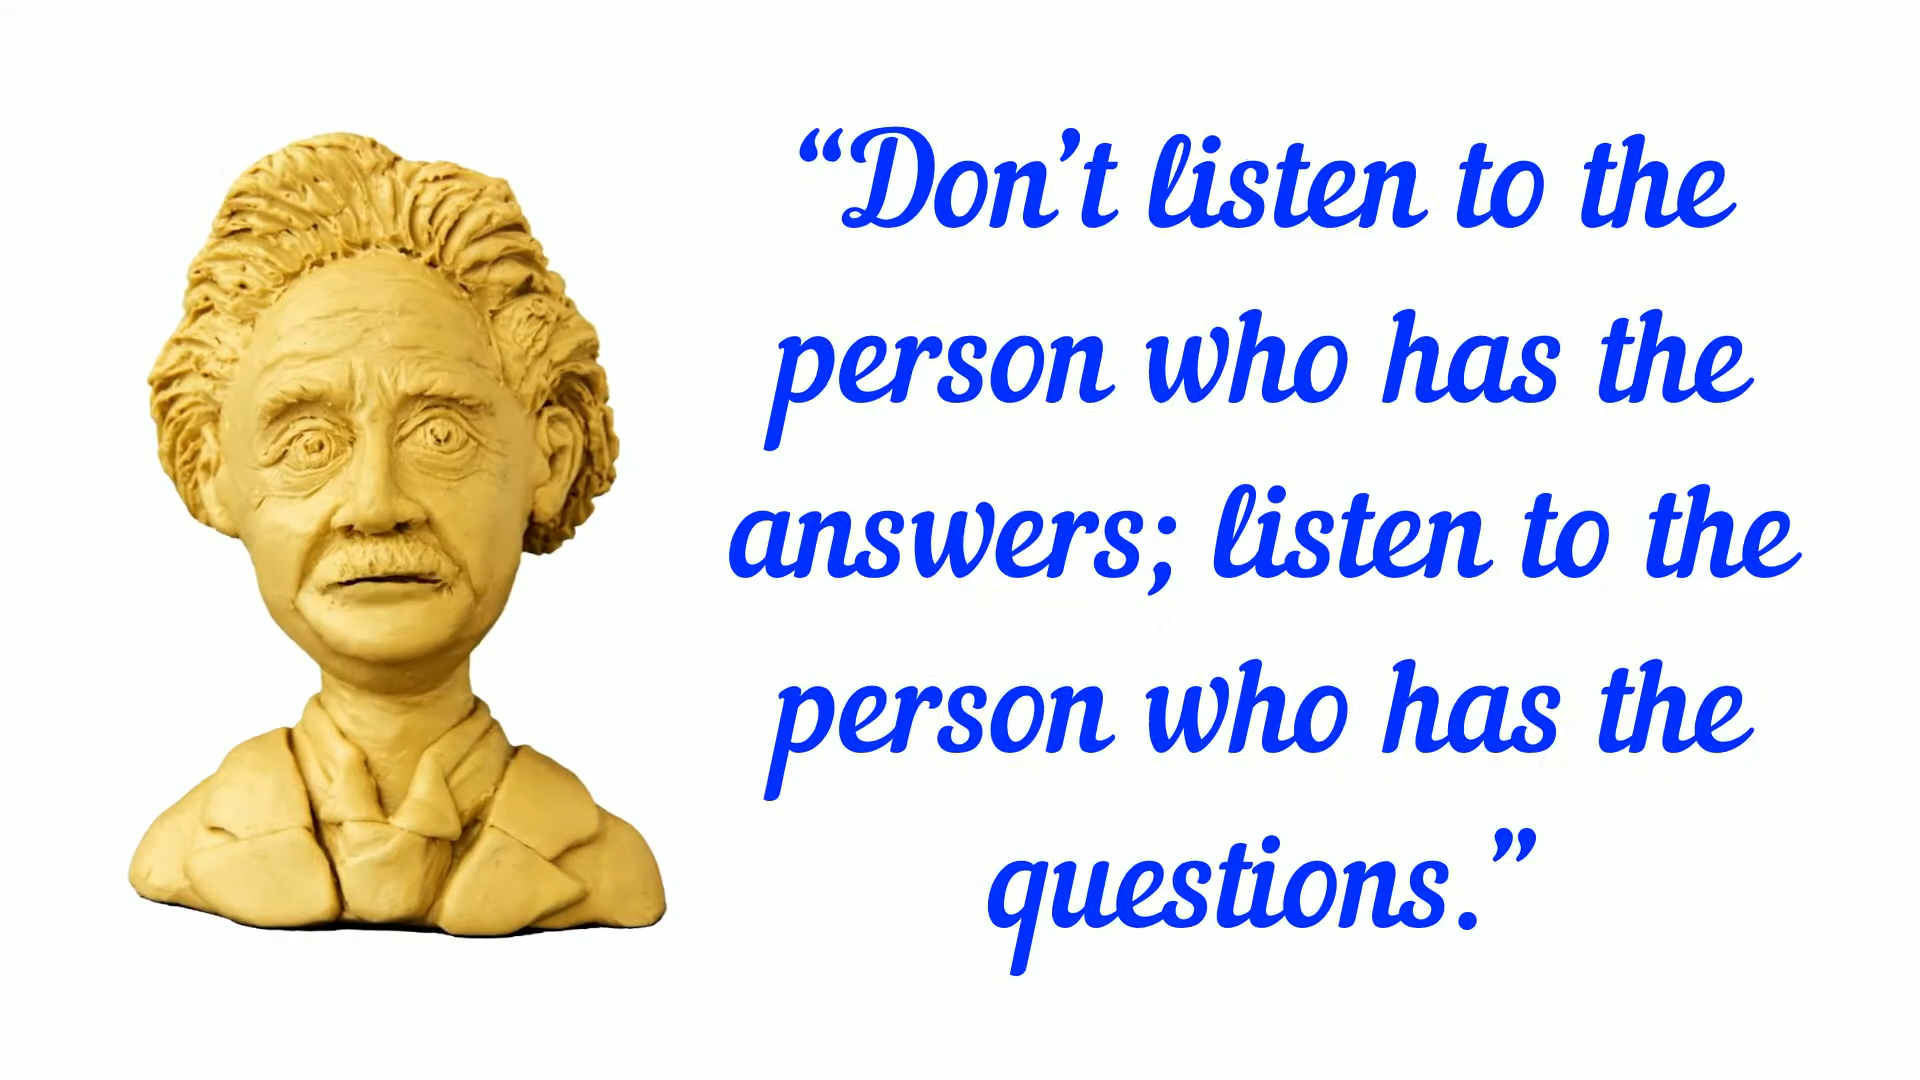 “Don’t listen to the
person who has the
answers; listen to the
person who has the
questions.”